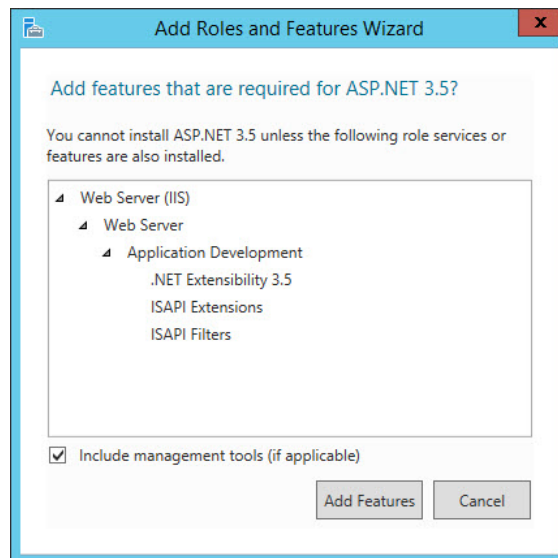 Add Roles and Features Wizard
x
Add features that are required for ASP.NET 3.5?
You cannot install ASP.NET 3.5 unless the following role services or
features are also installed.
Web Server (IIS)
Web Server
Application Development
.NET Extensibility 3.5
ISAPI Extensions
ISAPI Filters
Include management tools (if applicable)
Add Features Cancel